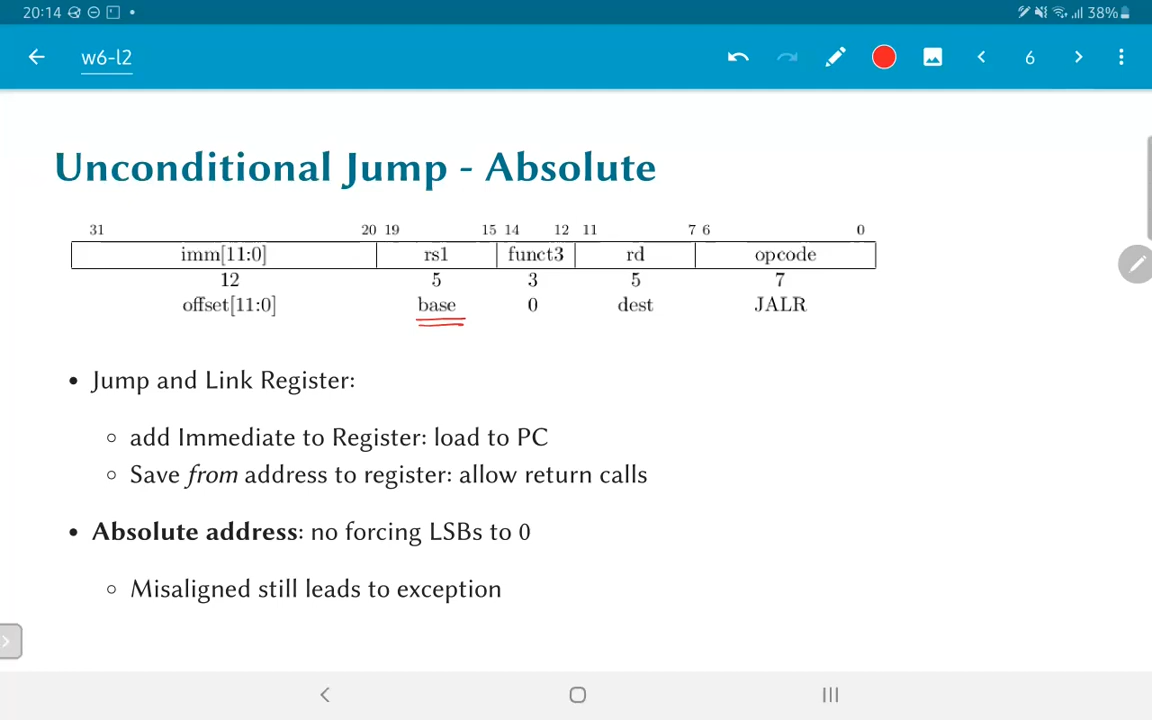 20:14 38%
w6-l2 6
Unconditional Jump - Absolute
31 20 19 15 14 12 11 7 6 0
imm[11:0] rs1 funct3 rd opcode
12 5 3 5 7
offset[11:0] base 0 dest JALR
• Jump and Link Register:
○ add Immediate to Register: load to PC
○ Save from address to register: allow return calls
• Absolute address: no forcing LSBs to 0
○ Misaligned still leads to exception